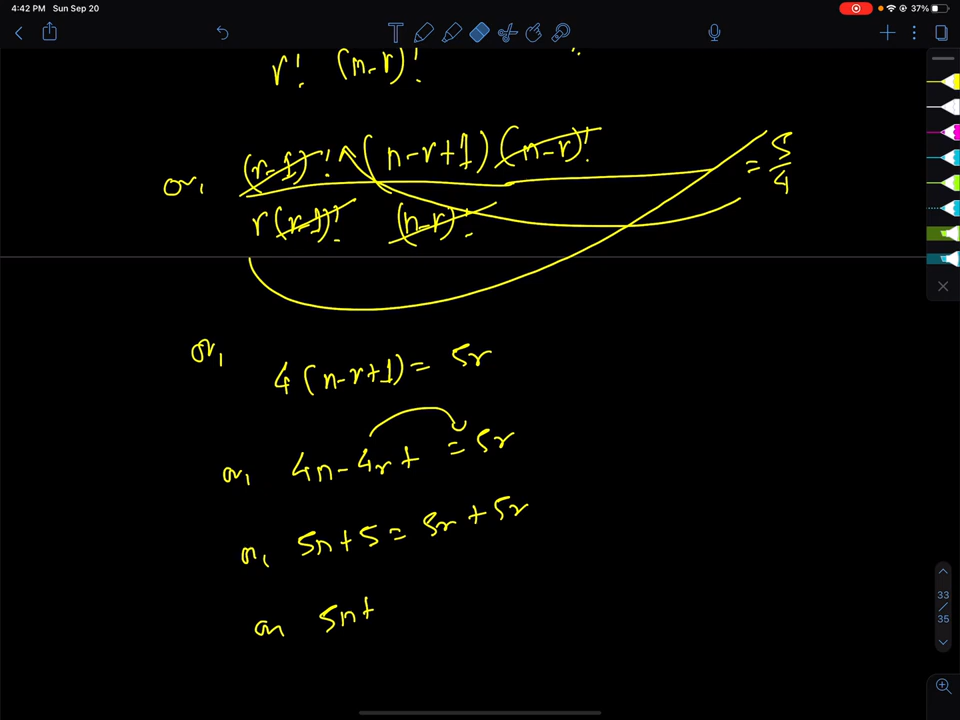 4:42 PM Sun Sep 20
37%
r! (n-r)!
or, (r-1)! (n-r+1) (n-r)! = 5/4
r(r-1)! (n-r)!
or, 4(n-r+1) = 5r
or, 4n-4r+ = 5r
or, 5n+5 = 5r+5r
or 5n+
33
/
35